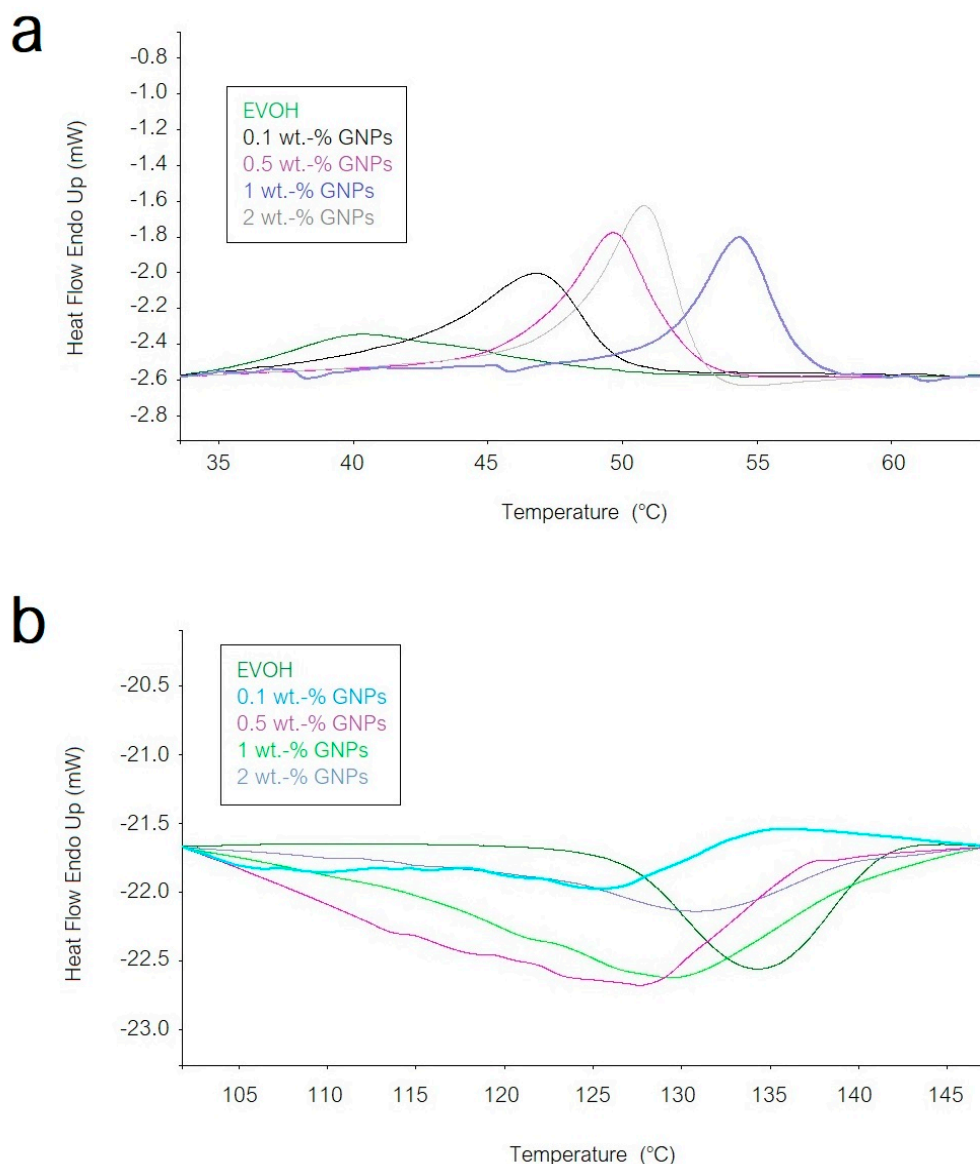 a
Heat Flow Endo Up (mW)
-0.8
-1.0
-1.2
-1.4
-1.6
-1.8
-2.0
-2.2
-2.4
-2.6
-2.8
EVOH
0.1 wt.-% GNPs
0.5 wt.-% GNPs
1 wt.-% GNPs
2 wt.-% GNPs
35 40 45 50 55 60
Temperature (°C)
b
Heat Flow Endo Up (mW)
-20.5
-21.0
-21.5
-22.0
-22.5
-23.0
EVOH
0.1 wt.-% GNPs
0.5 wt.-% GNPs
1 wt.-% GNPs
2 wt.-% GNPs
105 110 115 120 125 130 135 140 145
Temperature (°C)